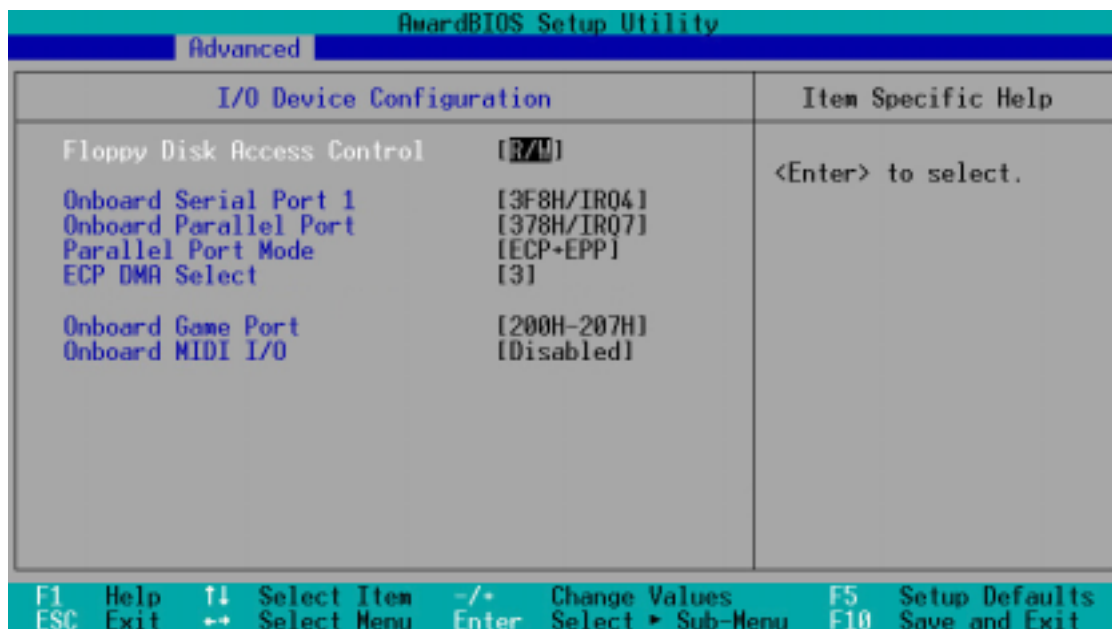 AwardBIOS Setup Utility
Advanced
I/O Device Configuration
Item Specific Help
Floppy Disk Access Control [R/W]
<Enter> to select.
Onboard Serial Port 1 [3F8H/IRQ4]
Onboard Parallel Port [378H/IRQ7]
Parallel Port Mode [ECP+EPP]
ECP DMA Select [3]
Onboard Game Port [200H-207H]
Onboard MIDI I/O [Disabled]
F1 Help ↑↓ Select Item -/+ Change Values F5 Setup Defaults
ESC Exit ←→ Select Menu Enter Select ► Sub-Menu F10 Save and Exit